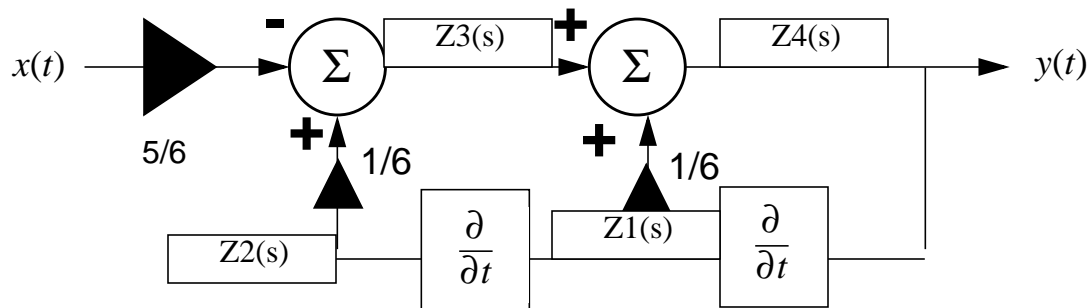 - + Z3(s) Z4(s)
x(t) Σ Σ y(t)
+ +
5/6 1/6 1/6
Z2(s) ∂/∂t Z1(s) ∂/∂t